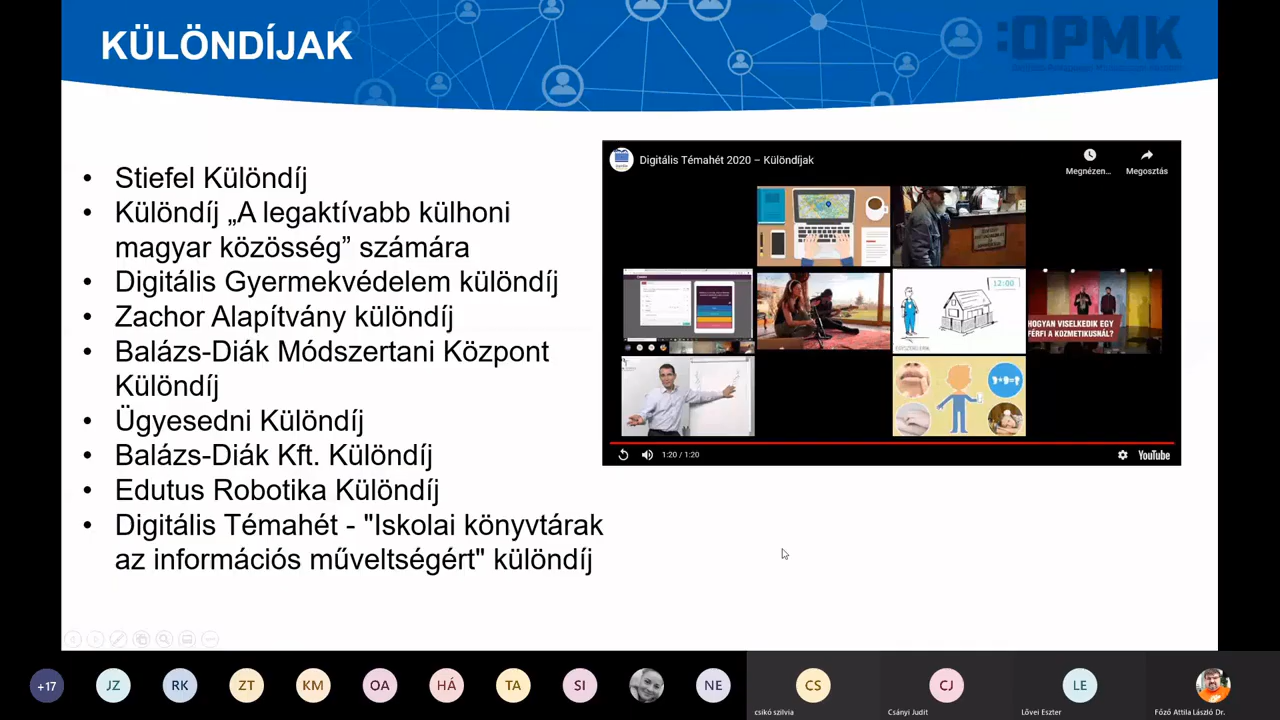 KÜLÖNDÍJAK
:OPMK
• Stiefel Különdíj
• Különdíj „A legaktívabb külhoni
magyar közösség” számára
• Digitális Gyermekvédelem különdíj
• Zachor Alapítvány különdíj
• Balázs-Diák Módszertani Központ
Különdíj
• Ügyesedni Különdíj
• Balázs-Diák Kft. Különdíj
• Edutus Robotika Különdíj
• Digitális Témahét - "Iskolai könyvtárak
az információs műveltségért" különdíj
Digitális Témahét 2020 – Különdíjak
Megnézen...
Megosztás
12:00
HOGYAN VISELKEDIK EGY
FÉRFI A KOZMETIKUSNÁL?
1:20 / 1:20
YouTube
+17
JZ
RK
ZT
KM
OA
HÁ
TA
SI
NE
CS
csikó szilvia
CJ
Csányi Judit
LE
Lővei Eszter
Főző Attila László Dr.